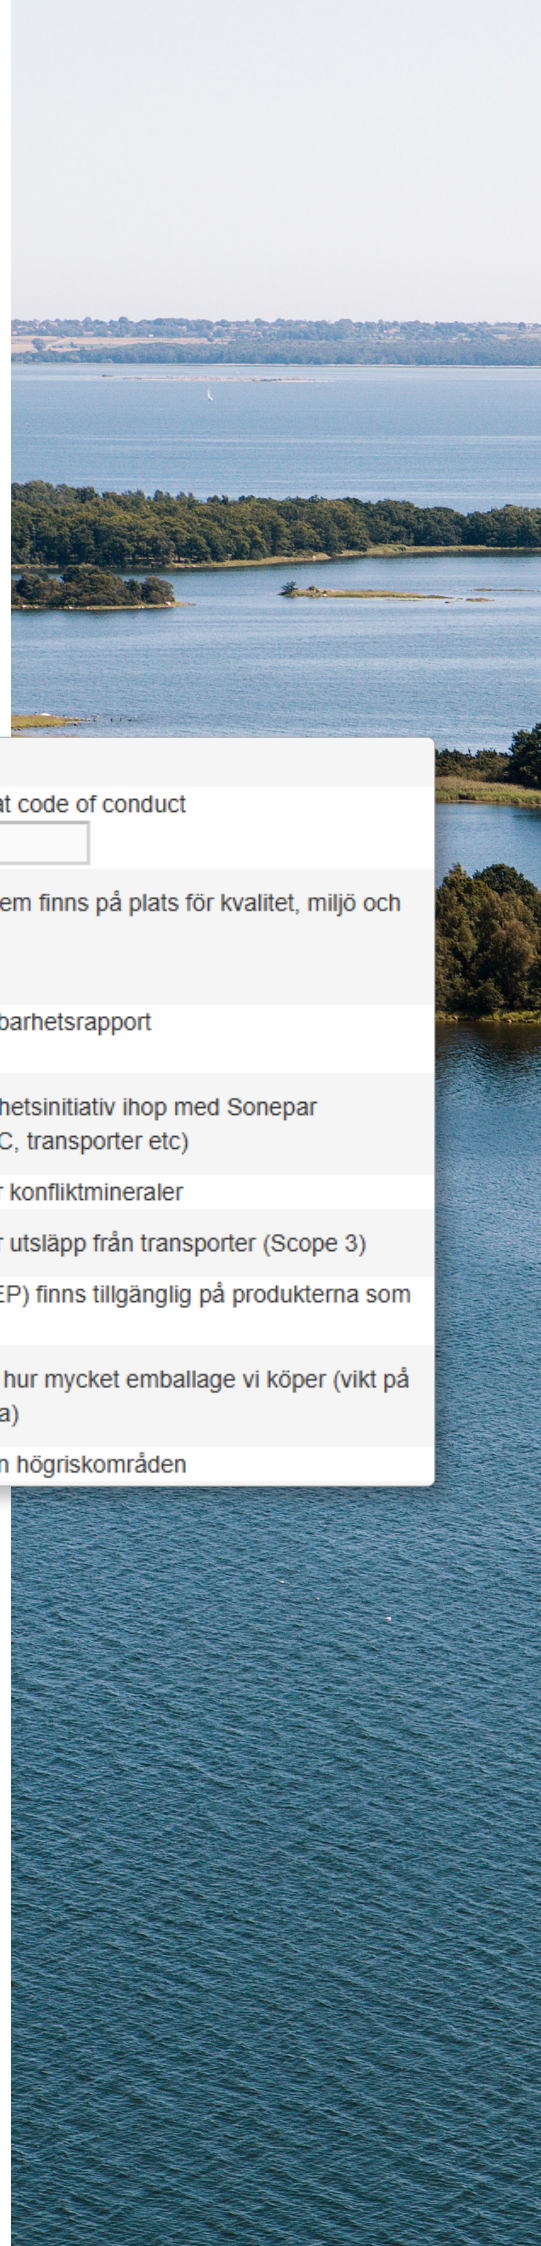 at code of conduct
em finns på plats för kvalitet, miljö och
barhetsrapport
hetsinitiativ ihop med Sonepar
C, transporter etc)
r konfliktmineraler
r utsläpp från transporter (Scope 3)
EP) finns tillgänglig på produkterna som
hur mycket emballage vi köper (vikt på
a)
n högriskområden